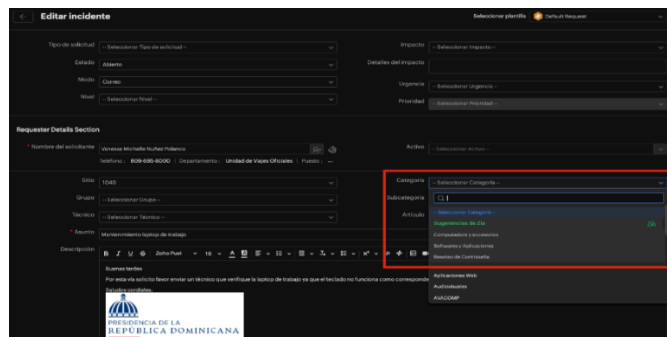 Editar incidente
Seleccionar plantilla Default Request
Tipo de solicitud -- Seleccionar Tipo de solicitud --
Impacto -- Seleccionar Impacto --
Estado Abierto
Detalles del impacto
Modo Correo
Urgencia -- Seleccionar Urgencia --
Nivel -- Seleccionar Nivel --
Prioridad -- Seleccionar Prioridad --
Requester Details Section
* Nombre del solicitante Vanessa Michelle Nuñez Polanco
Activo -- Seleccionar Activo --
Teléfono : 809-695-8000 | Departamento : Unidad de Viajes Oficiales | Puesto : --
Sitio 1040
Categoría -- Seleccionar Categoría --
Grupo -- Seleccionar Grupo --
Subcategoría
Técnico -- Seleccionar Técnico --
Artículo
-- Seleccionar Categoría --
Sugerencias de Zia
Computadora y accesorios
Softwares y Aplicaciones
Reseteo de Contraseña
* Asunto Mantenimiento laptop de trabajo
Descripción B I U Zoho Puvi 10
Aplicaciones Web
Audiovisuales
AVACOMP
Buenas tardes
Por esta vía solicito favor enviar un técnico que verifique la laptop de trabajo ya que el teclado no funciona como corresponde
Saludos cordiales,
PRESIDENCIA DE LA
REPÚBLICA DOMINICANA